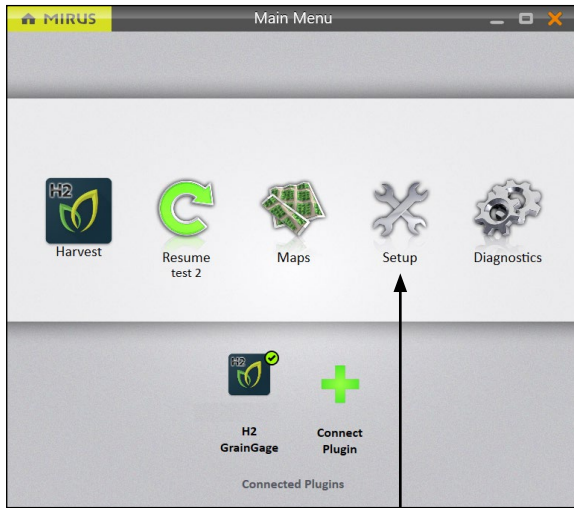 MIRUS
Main Menu
H2
Harvest
Resume
test 2
Maps
Setup
Diagnostics
H2
H2
GrainGage
Connect
Plugin
Connected Plugins